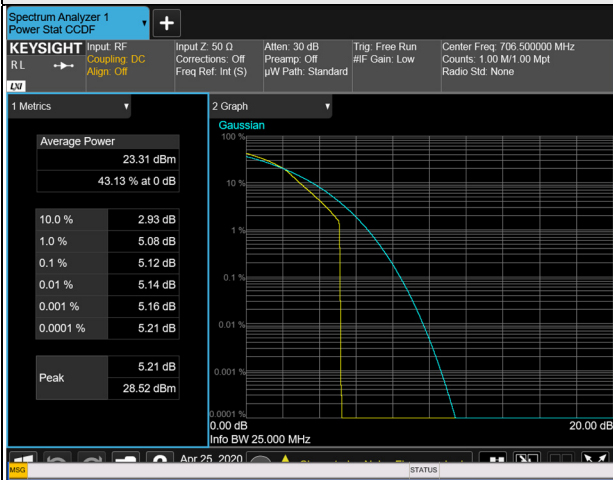 Spectrum Analyzer 1
Power Stat CCDF
KEYSIGHT
R L
LXI
Input: RF
Coupling: DC
Align: Off
Input Z: 50 Ω
Corrections: Off
Freq Ref: Int (S)
Atten: 30 dB
Preamp: Off
µW Path: Standard
Trig: Free Run
#IF Gain: Low
Center Freq: 706.500000 MHz
Counts: 1.00 M/1.00 Mpt
Radio Std: None
1 Metrics
Average Power
23.31 dBm
43.13 % at 0 dB
10.0 % 2.93 dB
1.0 % 5.08 dB
0.1 % 5.12 dB
0.01 % 5.14 dB
0.001 % 5.16 dB
0.0001 % 5.21 dB
Peak
5.21 dB
28.52 dBm
2 Graph
Gaussian
100 %
10 %
1 %
0.1 %
0.01 %
0.001 %
0.0001 %
0.00 dB 20.00 dB
Info BW 25.000 MHz
Apr 25, 2020
MSG STATUS